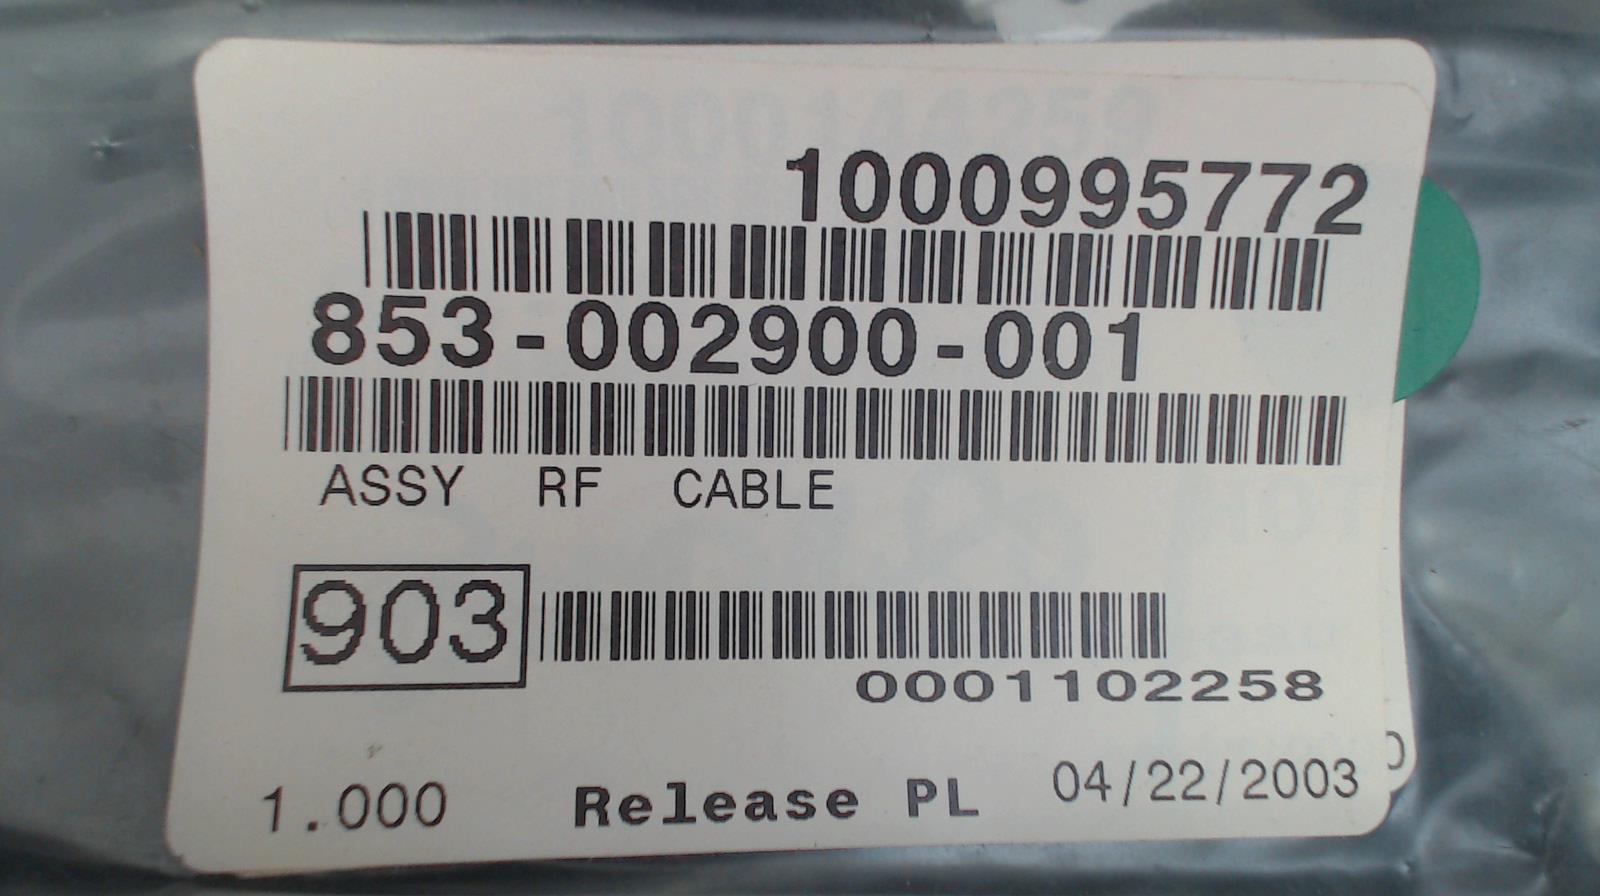 1000995772
853-002900-001
ASSY RF CABLE
903
0001102258
1.000 Release PL 04/22/2003